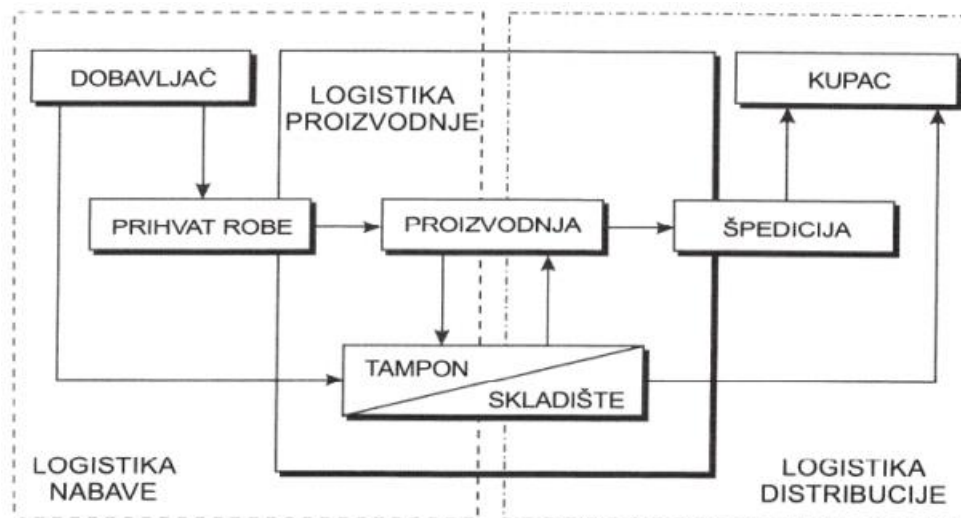 DOBAVLJAČ
LOGISTIKA
PROIZVODNJE
KUPAC
PRIHVAT ROBE
PROIZVODNJA
ŠPEDICIJA
TAMPON
SKLADIŠTE
LOGISTIKA
NABAVE
LOGISTIKA
DISTRIBUCIJE